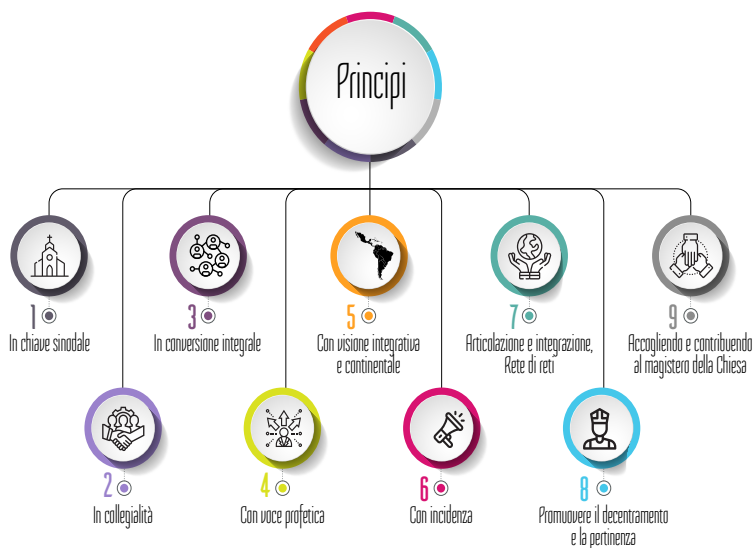 Principi
1
In chiave sinodale
2
In collegialità
3
In conversione integrale
4
Con voce profetica
5
Con visione integrativa
e continentale
6
Con incidenza
7
Articolazione e integrazione,
Rete di reti
8
Promuovere il decentramento
e la pertinenza
9
Accogliendo e contribuendo
al magistero della Chiesa